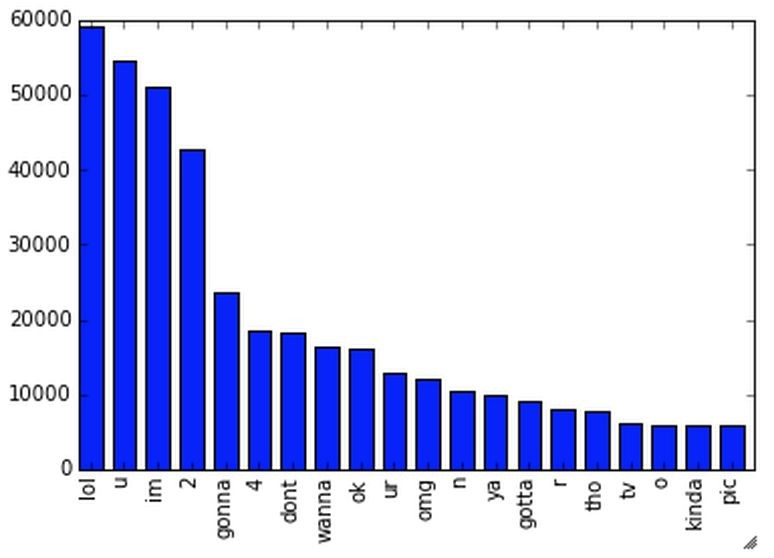 60000
50000
40000
30000
20000
10000
0
lol
u
im
2
gonna
4
dont
wanna
ok
ur
omg
n
ya
gotta
r
tho
tv
o
kinda
pic